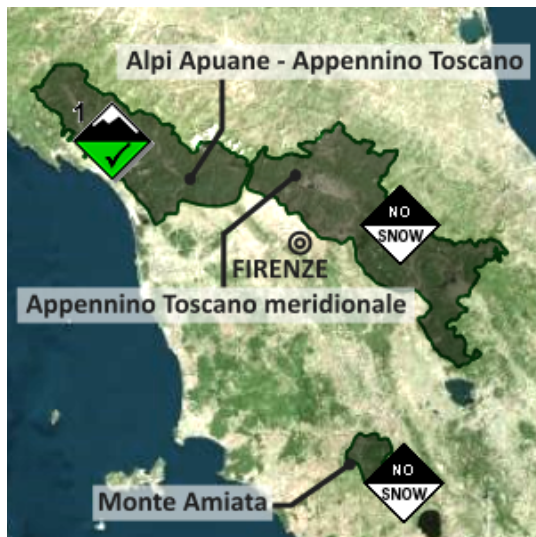 Alpi Apuane - Appennino Toscano
1
NO
SNOW
FIRENZE
Appennino Toscano meridionale
NO
SNOW
Monte Amiata